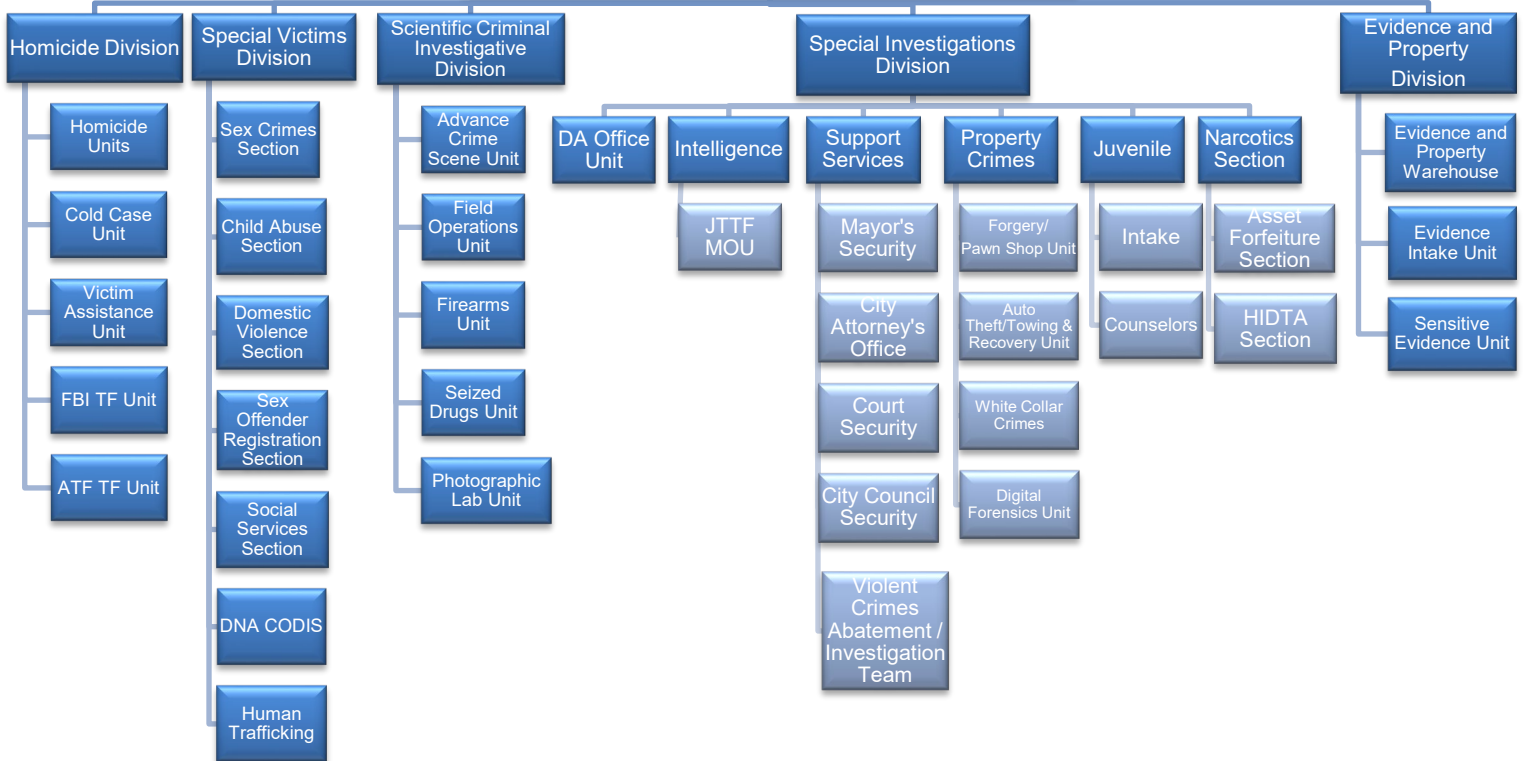 Homicide Division
Homicide
Units
Cold Case
Unit
Victim
Assistance
Unit
FBI TF Unit
ATF TF Unit
Special Victims
Division
Sex Crimes
Section
Child Abuse
Section
Domestic
Violence
Section
Sex
Offender
Registration
Section
Social
Services
Section
DNA CODIS
Human
Trafficking
Scientific Criminal
Investigative
Division
Advance
Crime
Scene Unit
Field
Operations
Unit
Firearms
Unit
Seized
Drugs Unit
Photographic
Lab Unit
Special Investigations
Division
DA Office
Unit
Intelligence
JTTF
MOU
Support
Services
Mayor's
Security
City
Attorney's
Office
Court
Security
City Council
Security
Violent
Crimes
Abatement /
Investigation
Team
Property
Crimes
Forgery/
Pawn Shop Unit
Auto
Theft/Towing &
Recovery Unit
White Collar
Crimes
Digital
Forensics Unit
Juvenile
Intake
Counselors
Narcotics
Section
Asset
Forfeiture
Section
HIDTA
Section
Evidence and
Property
Division
Evidence and
Property
Warehouse
Evidence
Intake Unit
Sensitive
Evidence Unit